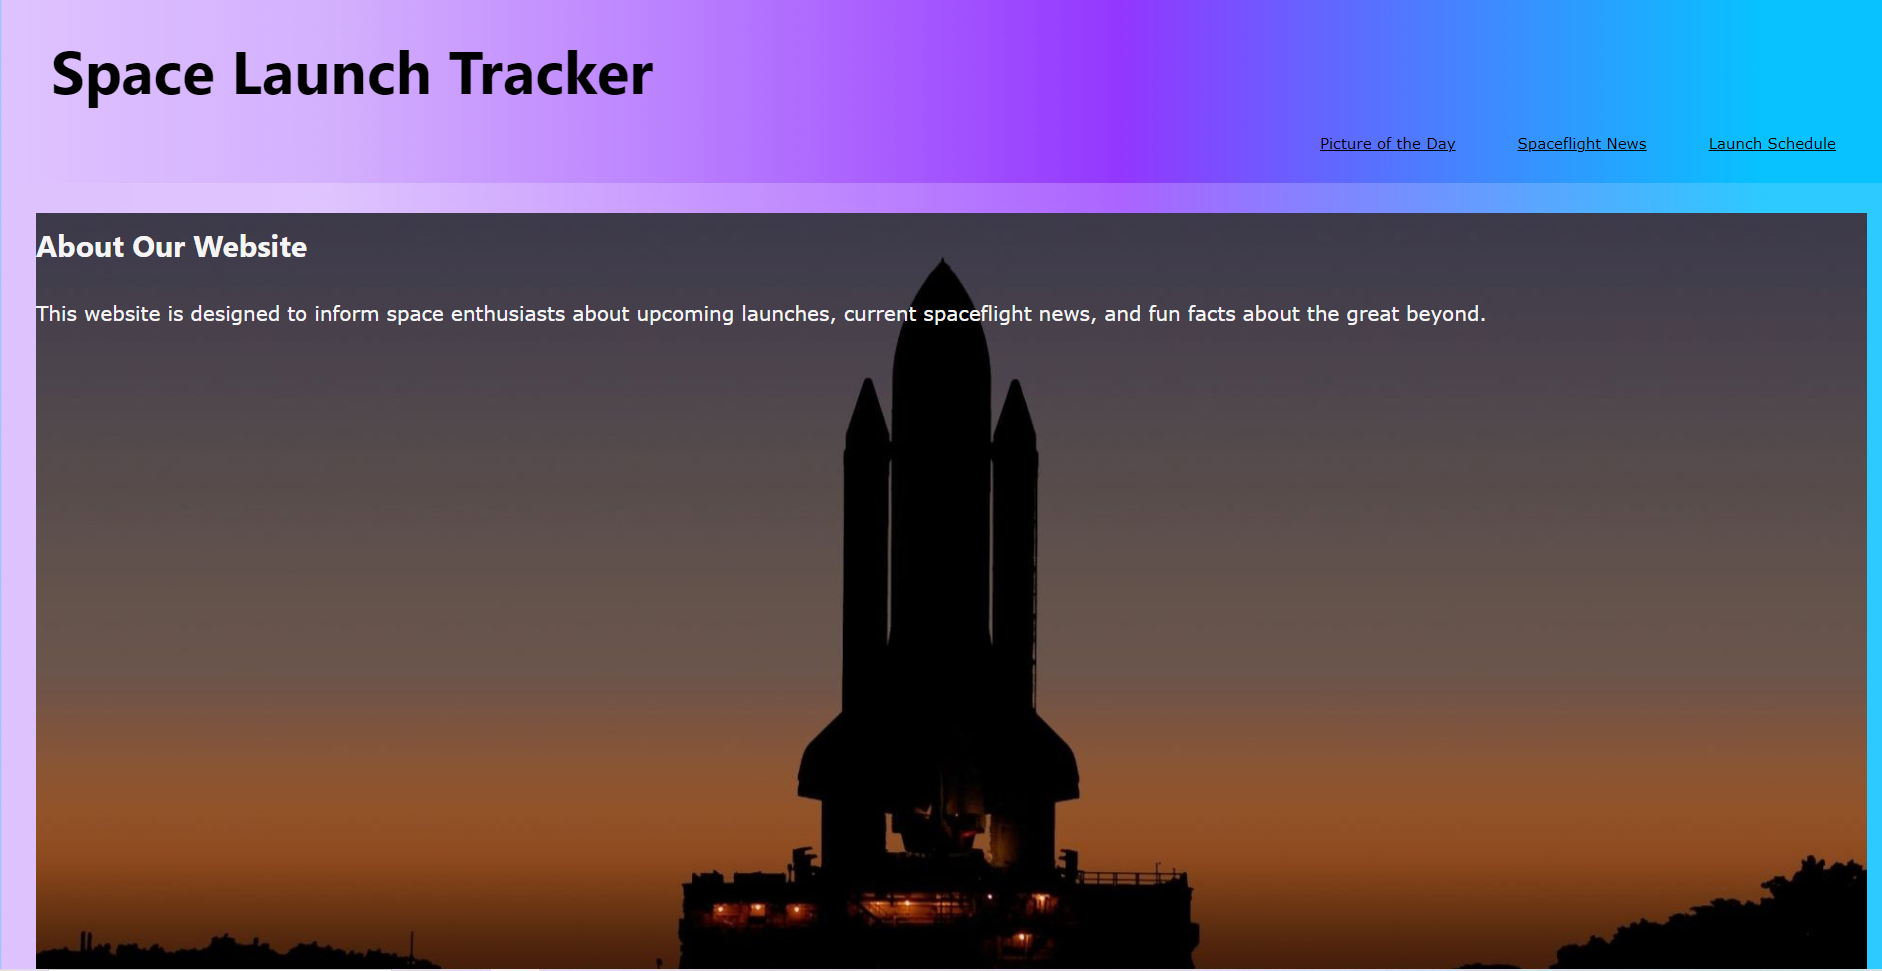 Space Launch Tracker
Picture of the Day Spaceflight News Launch Schedule
About Our Website
This website is designed to inform space enthusiasts about upcoming launches, current spaceflight news, and fun facts about the great beyond.